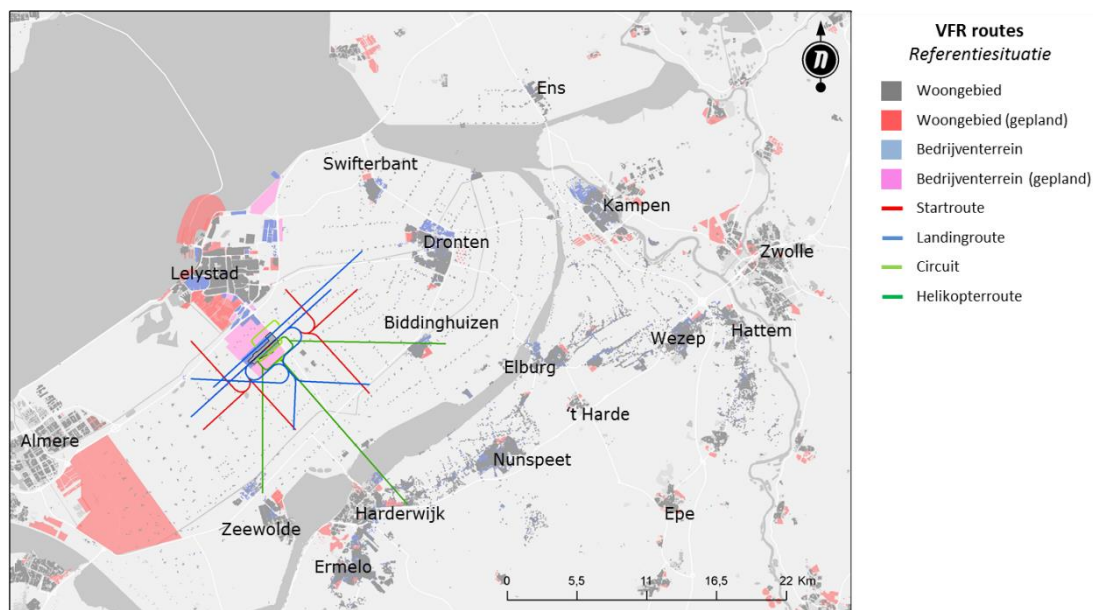 VFR routes
Referentiesituatie
Woongebied
Woongebied (gepland)
Bedrijventerrein
Bedrijventerrein (gepland)
Startroute
Landingroute
Circuit
Helikopterroute
n
Ens
Swifterbant
Kampen
Dronten
Zwolle
Lelystad
Biddinghuizen
Hattem
Wezep
Elburg
't Harde
Almere
Nunspeet
Harderwijk
Epe
Zeewolde
Ermelo
0 5,5 11 16,5 22 Km